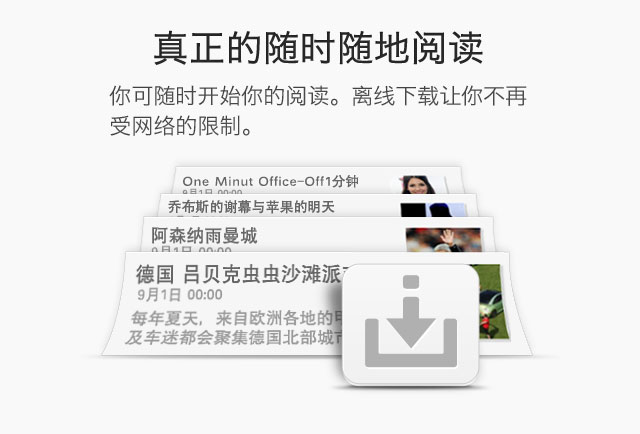 真正的随时随地阅读
你可随时开始你的阅读。离线下载让你不再
受网络的限制。
One Minut Office-Off1分钟
9月1日 00:00
乔布斯的谢幕与苹果的明天
阿森纳雨曼城
9月1日 00:00
德国 吕贝克虫虫沙滩派
9月1日 00:00
每年夏天，来自欧洲各地的甲
及车迷都会聚集德国北部城市